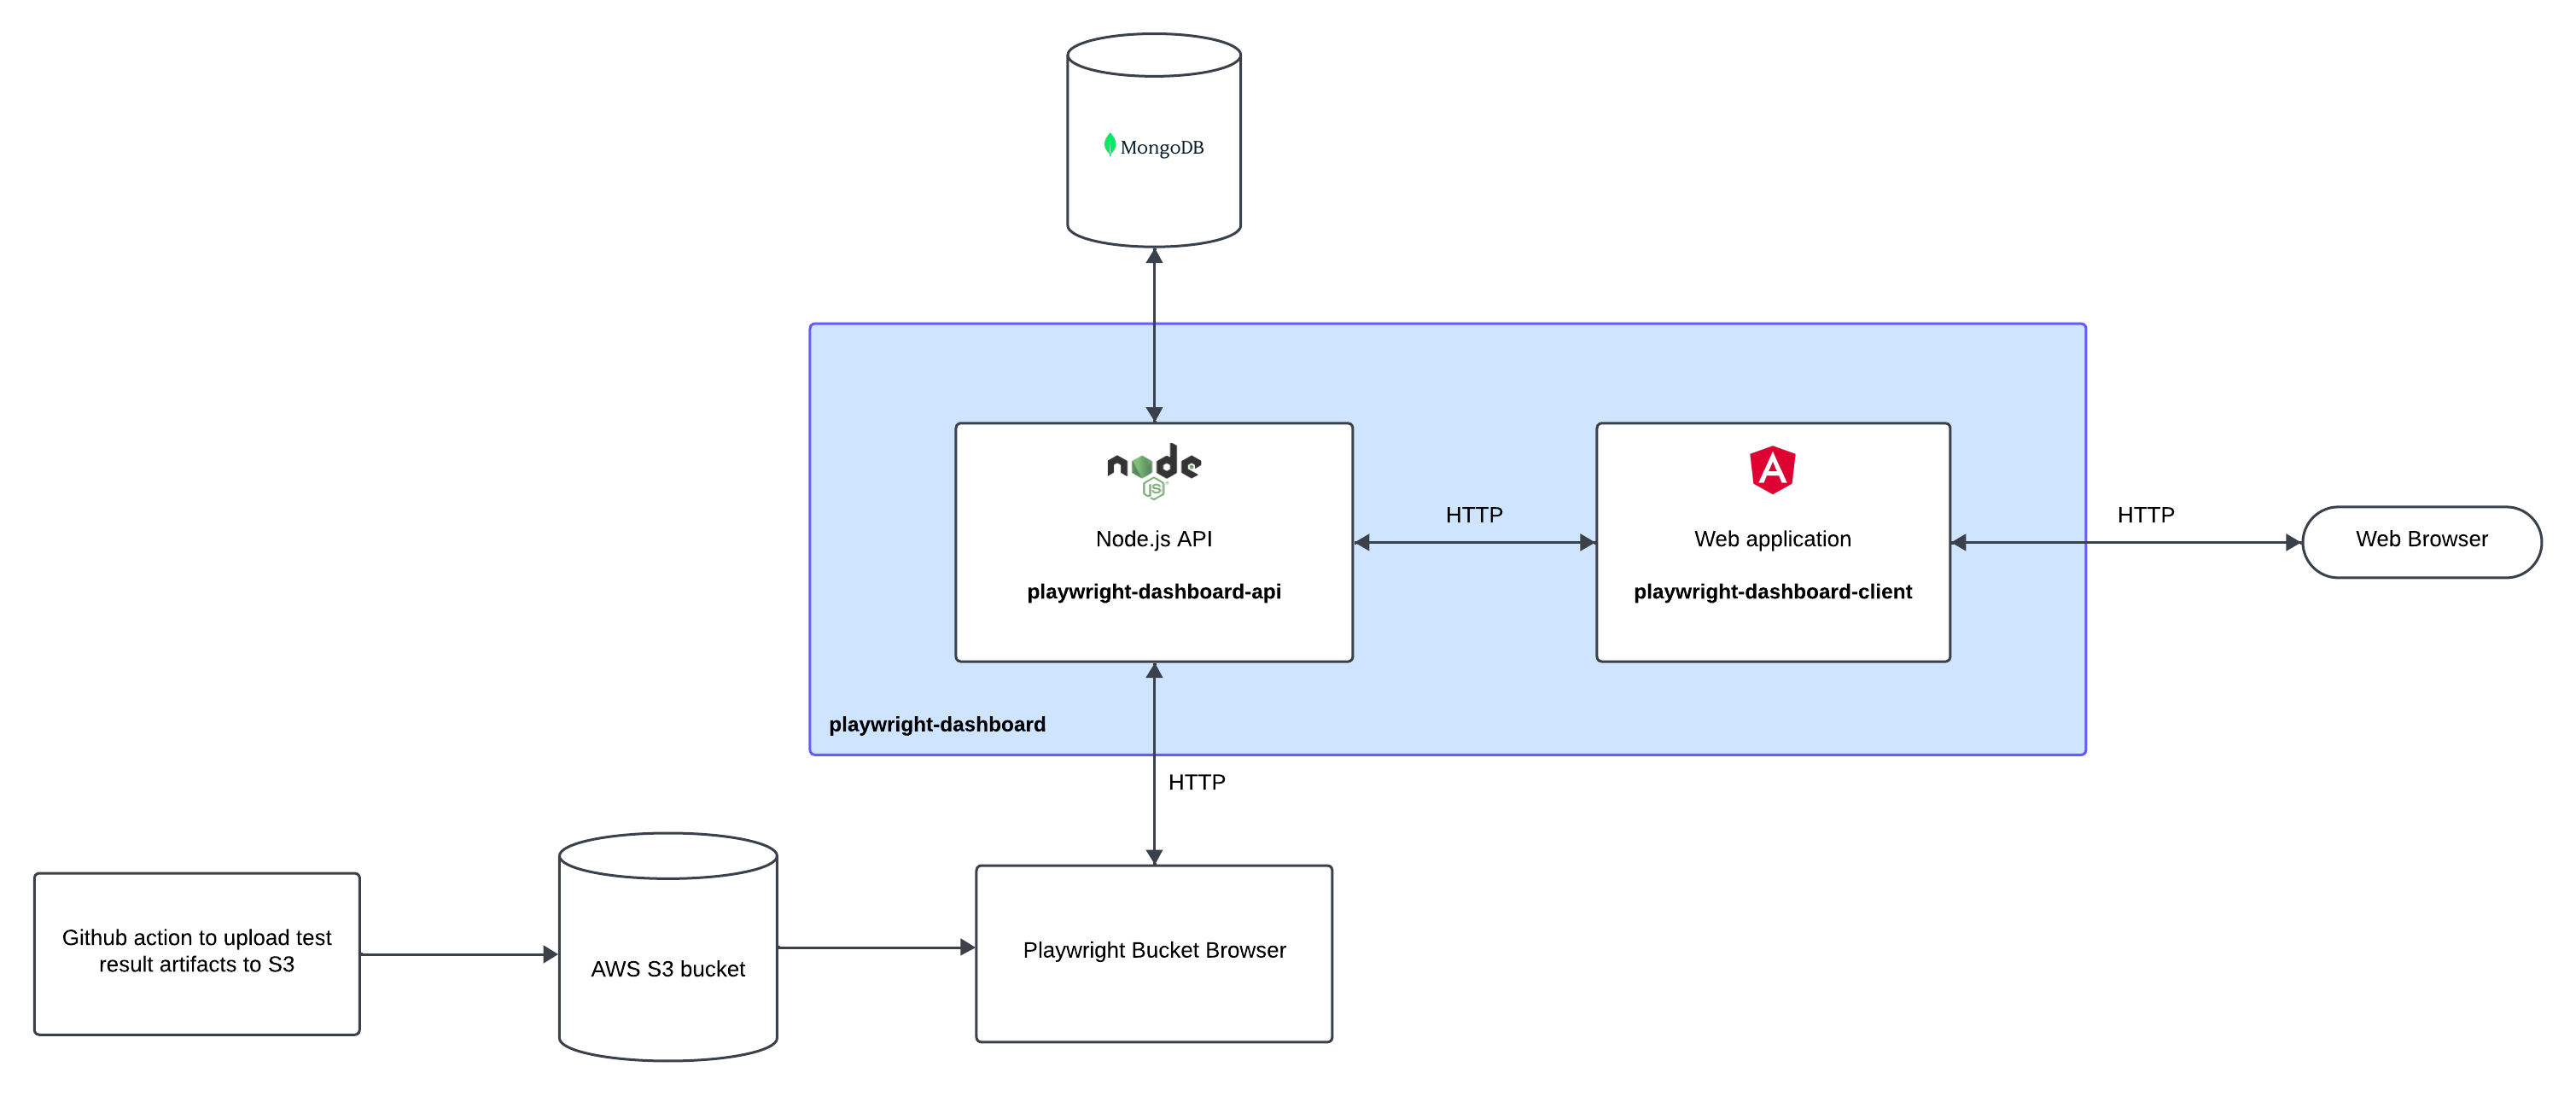 MongoDB
node
JS
Node.js API
playwright-dashboard-api
HTTP
A
Web application
playwright-dashboard-client
HTTP
Web Browser
playwright-dashboard
HTTP
Github action to upload test
result artifacts to S3
AWS S3 bucket
Playwright Bucket Browser